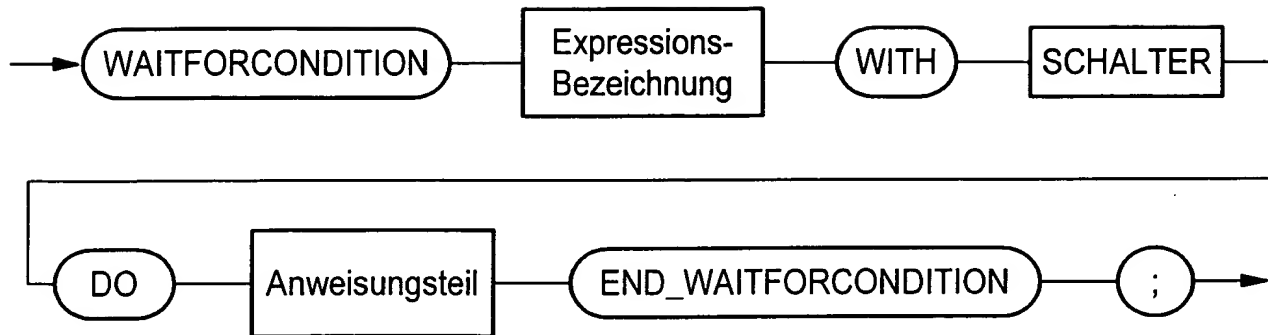 WAITFORCONDITION
Expressions-
Bezeichnung
WITH
SCHALTER
DO
Anweisungsteil
END_WAITFORCONDITION
;